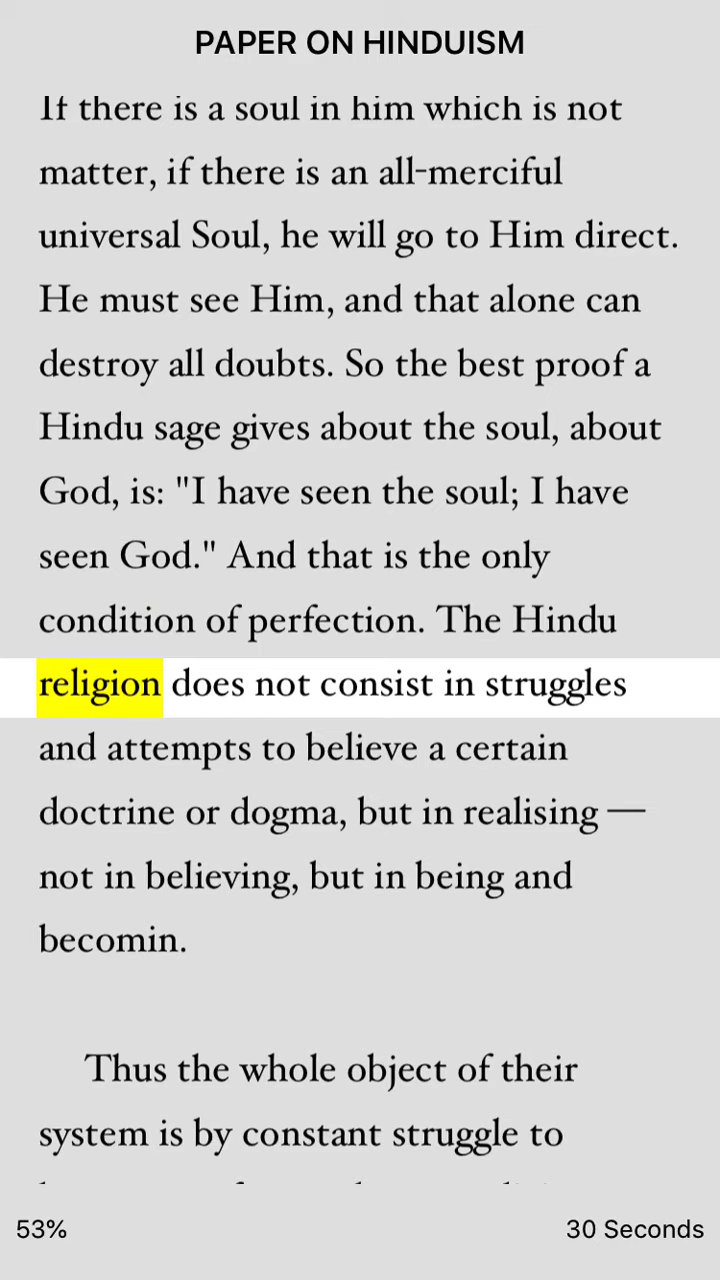 PAPER ON HINDUISM
If there is a soul in him which is not
matter, if there is an all-merciful
universal Soul, he will go to Him direct.
He must see Him, and that alone can
destroy all doubts. So the best proof a
Hindu sage gives about the soul, about
God, is: "I have seen the soul; I have
seen God." And that is the only
condition of perfection. The Hindu
religion does not consist in struggles
and attempts to believe a certain
doctrine or dogma, but in realising —
not in believing, but in being and
becomin.
Thus the whole object of their
system is by constant struggle to
53%
30 Seconds